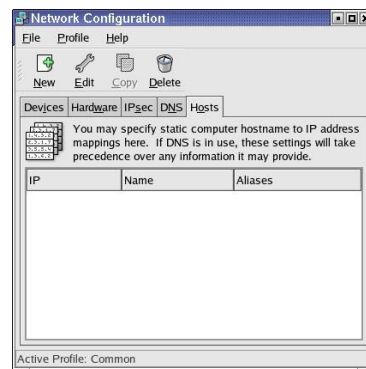 Network Configuration
File Profile Help
New Edit Copy Delete
Devices Hardware IPsec DNS Hosts
You may specify static computer hostname to IP address
mappings here. If DNS is in use, these settings will take
precedence over any information it may provide.
IP Name Aliases
Active Profile: Common